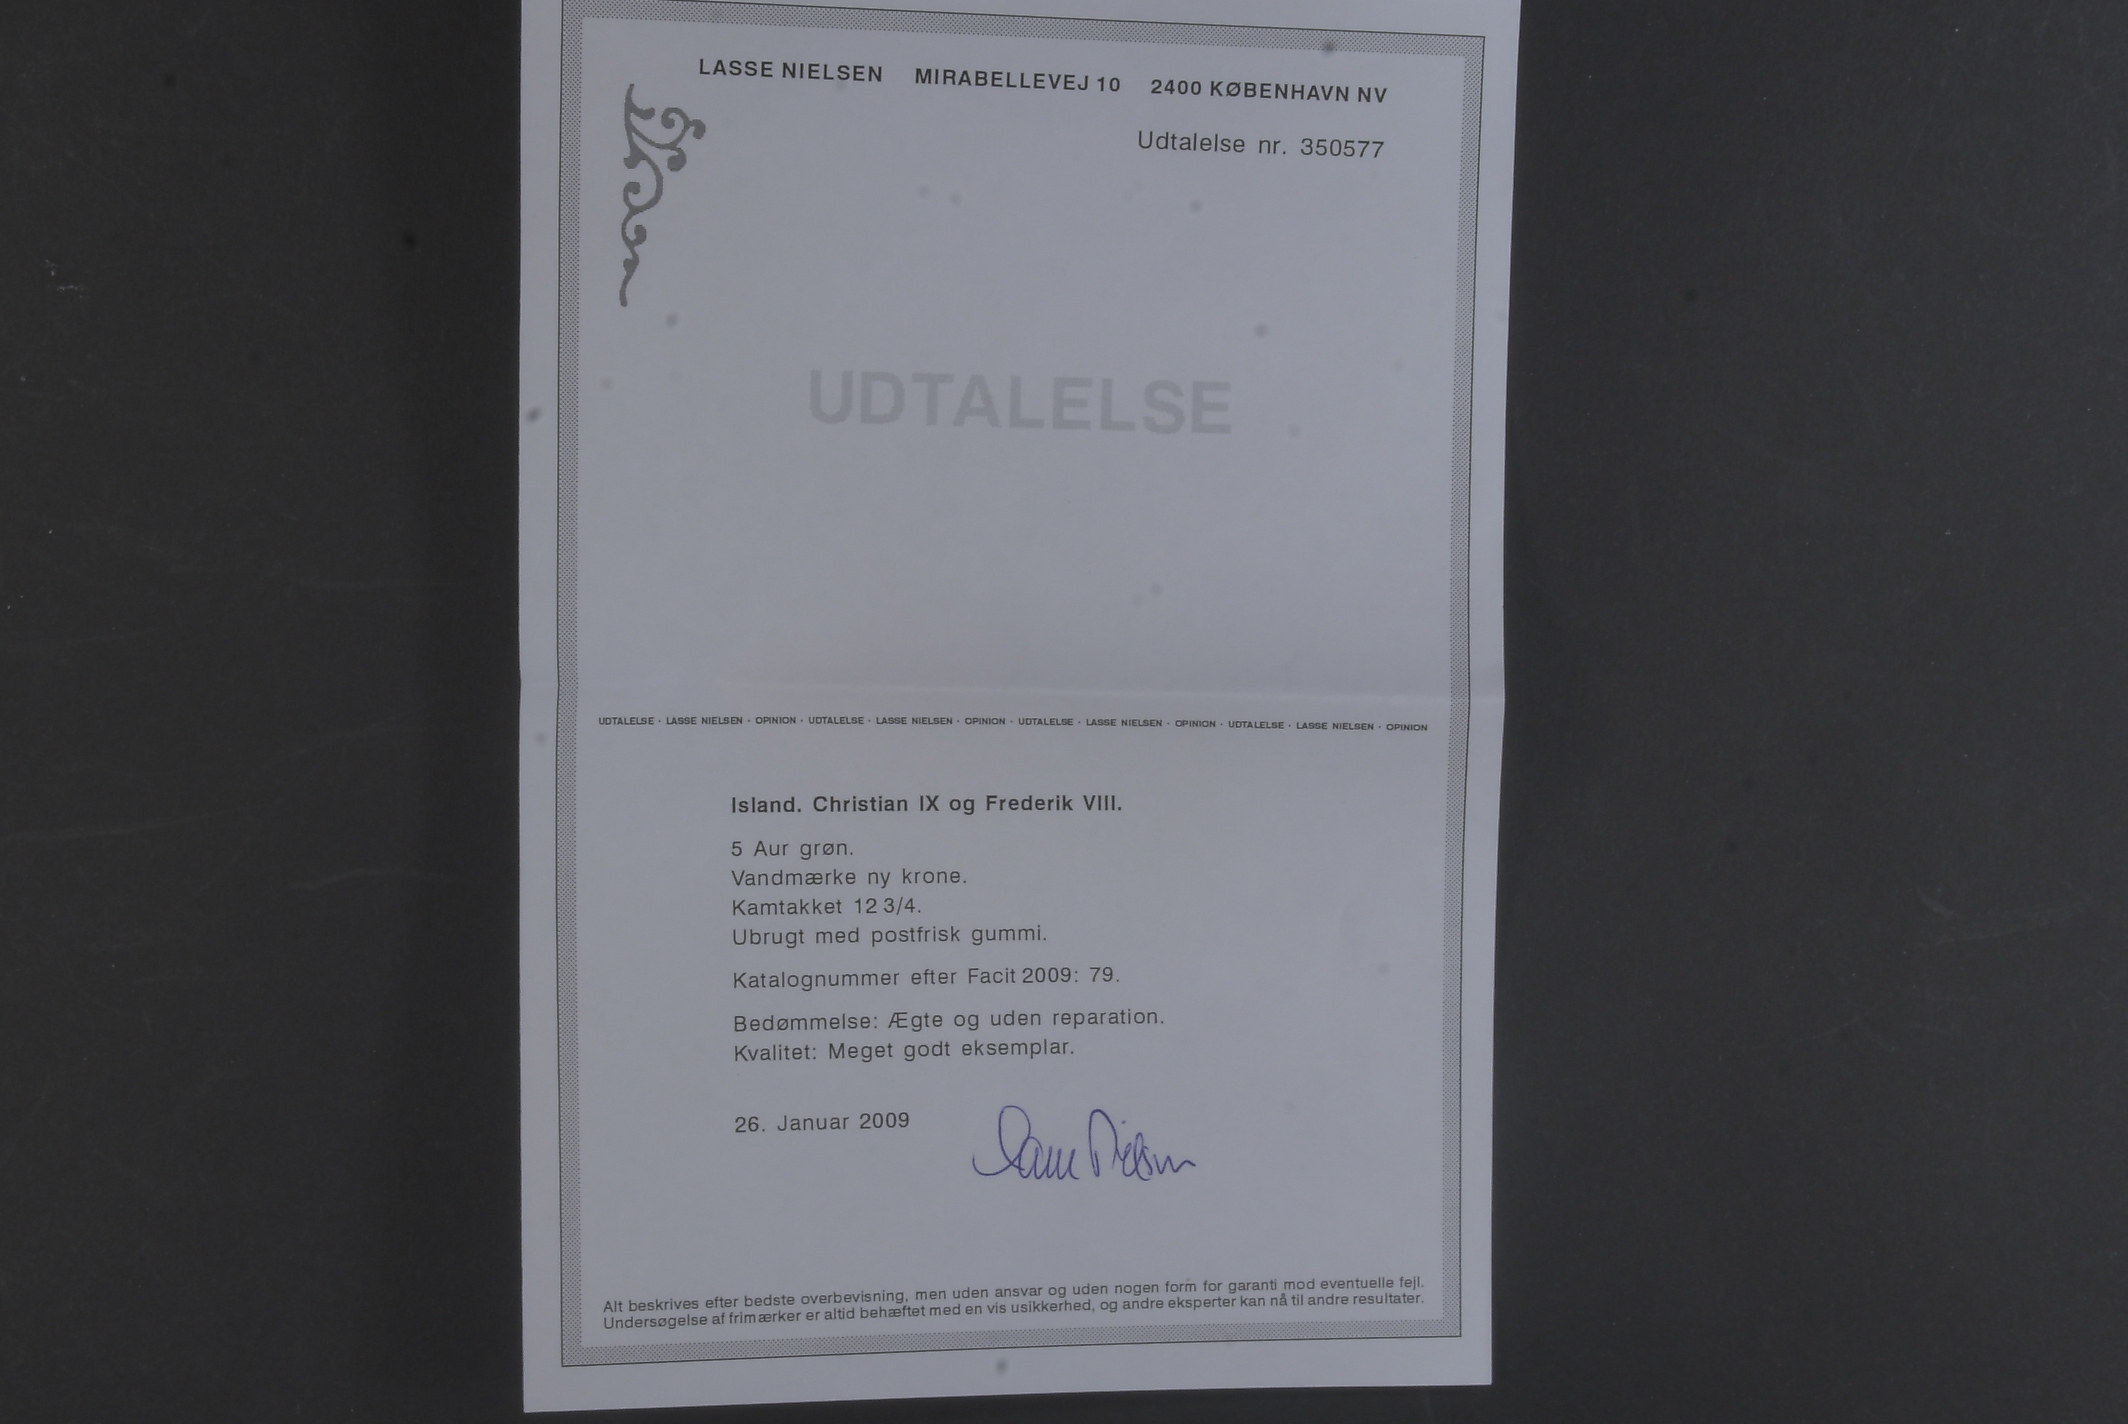 LASSE NIELSEN MIRABELLEVEJ 10 2400 KØBENHAVN NV
Udtalelse nr. 350577
UDTALELSE
UDTALELSE · LASSE NIELSEN · OPINION · UDTALELSE · LASSE NIELSEN · OPINION · UDTALELSE · LASSE NIELSEN · OPINION · UDTALELSE · LASSE NIELSEN · OPINION
Island. Christian IX og Frederik VIII.
5 Aur grøn.
Vandmærke ny krone.
Kamtakket 12 3/4.
Ubrugt med postfrisk gummi.
Katalognummer efter Facit 2009: 79.
Bedømmelse: Ægte og uden reparation.
Kvalitet: Meget godt eksemplar.
26. Januar 2009
Lasse Nielsen
Alt beskrives efter bedste overbevisning, men uden ansvar og uden nogen form for garanti mod eventuelle fejl.
Undersøgelse af frimærker er altid behæftet med en vis usikkerhed, og andre eksperter kan nå til andre resultater.